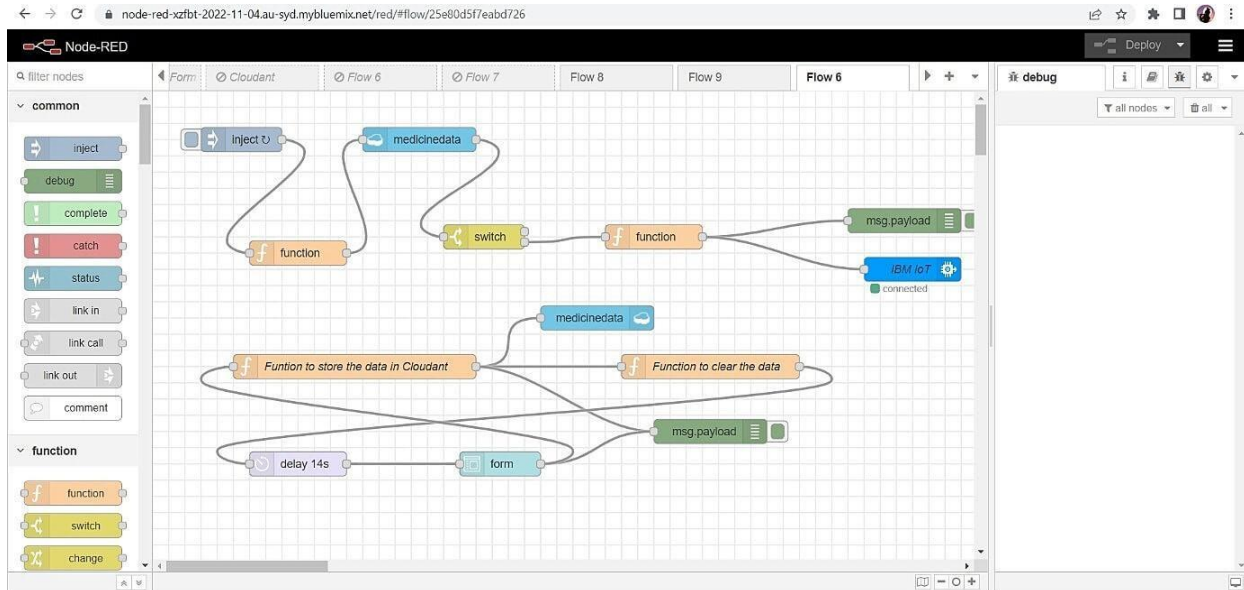 node-red-xzfbt-2022-11-04.au-syd.mybluemix.net/red/#flow/25e80d5f7eabd726
Node-RED
Deploy
filter nodes
Form
Cloudant
Flow 6
Flow 7
Flow 8
Flow 9
Flow 6
debug
i
all nodes
all
common
inject
debug
complete
catch
status
link in
link call
link out
comment
function
function
switch
change
inject ↻
medicinedata
function
switch
function
msg.payload
IBM IoT
connected
medicinedata
Funtion to store the data in Cloudant
Function to clear the data
msg.payload
delay 14s
form